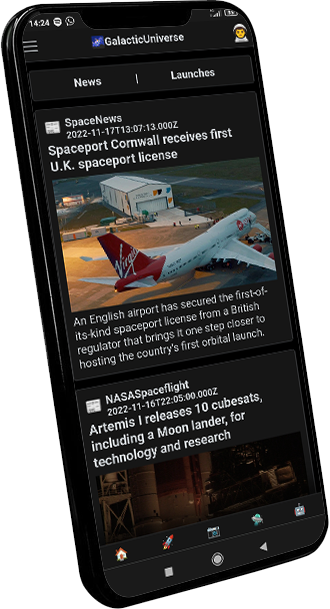 14:24
GalacticUniverse
News | Launches
SpaceNews
2022-11-17T13:07:13.000Z
Spaceport Cornwall receives first
U.K. spaceport license
Virgin
An English airport has secured the first-of-
its-kind spaceport license from a British
regulator that brings it one step closer to
hosting the country's first orbital launch.
NASASpaceflight
2022-11-16T22:05:00.000Z
Artemis I releases 10 cubesats,
including a Moon lander, for
technology and research